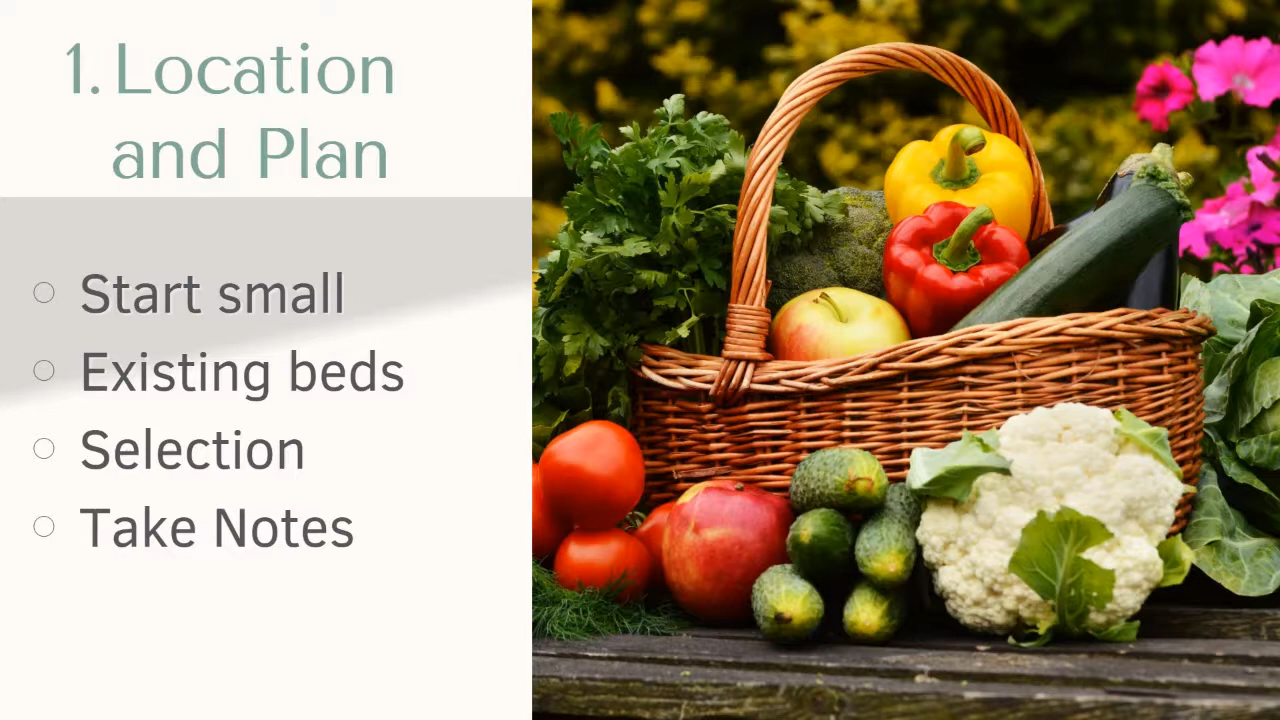 1. Location
and Plan
Start small
Existing beds
Selection
Take Notes